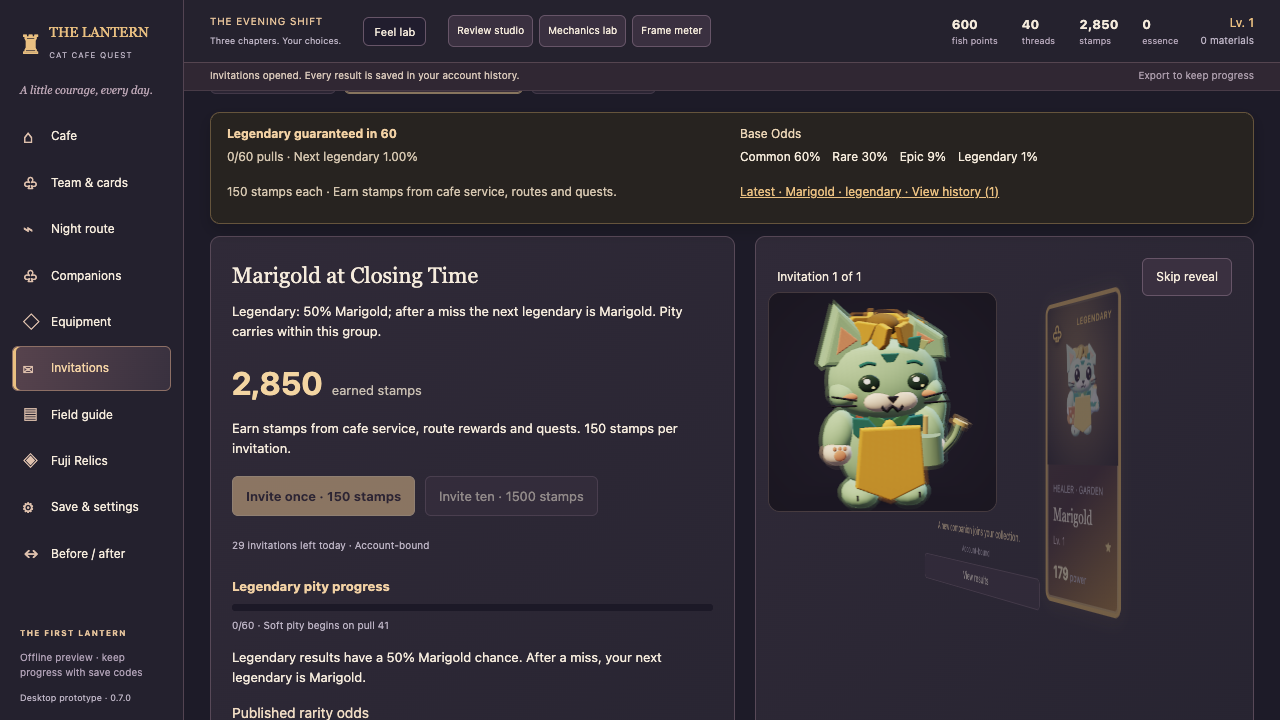 THE LANTERN
CAT CAFE QUEST
A little courage, every day.
Cafe
Team & cards
Night route
Companions
Equipment
Invitations
Field guide
Fuji Relics
Save & settings
Before / after
THE FIRST LANTERN
Offline preview · keep
progress with save codes
Desktop prototype · 0.7.0
THE EVENING SHIFT
Three chapters. Your choices.
Feel lab
Review studio
Mechanics lab
Frame meter
600
fish points
40
threads
2,850
stamps
0
essence
Lv. 1
0 materials
Invitations opened. Every result is saved in your account history.
Export to keep progress
Legendary guaranteed in 60
0/60 pulls · Next legendary 1.00%
150 stamps each · Earn stamps from cafe service, routes and quests.
Base Odds
Common 60% Rare 30% Epic 9% Legendary 1%
Latest · Marigold · legendary · View history (1)
Marigold at Closing Time
Legendary: 50% Marigold; after a miss the next legendary is Marigold. Pity
carries within this group.
2,850 earned stamps
Earn stamps from cafe service, route rewards and quests. 150 stamps per
invitation.
Invite once · 150 stamps
Invite ten · 1500 stamps
29 invitations left today · Account-bound
Legendary pity progress
0/60 · Soft pity begins on pull 41
Legendary results have a 50% Marigold chance. After a miss, your next
legendary is Marigold.
Published rarity odds
Invitation 1 of 1
Skip reveal
LEGENDARY
HEALER · GARDEN
Marigold
Lv. 1
179 power
A new companion joins your collection.
Account-bound
View results